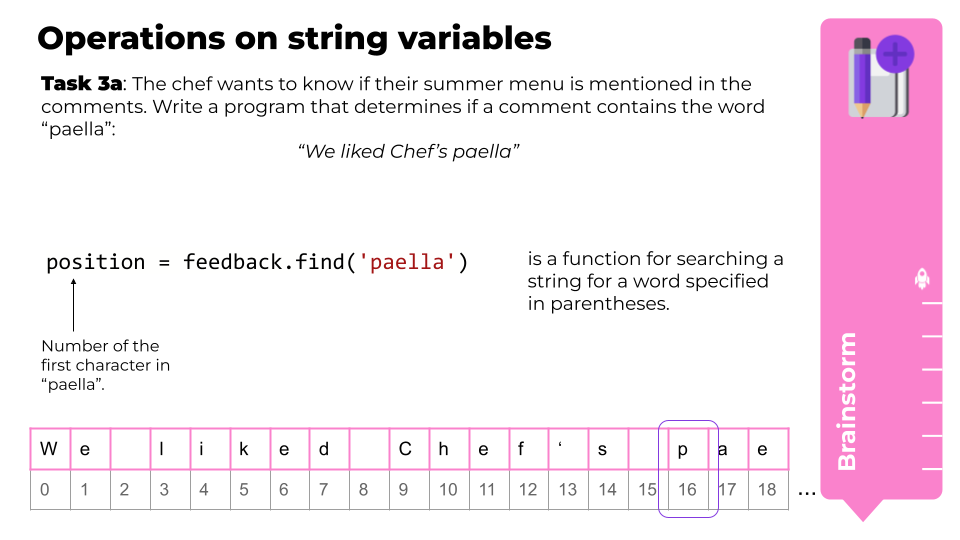 Operations on string variables
Task 3a: The chef wants to know if their summer menu is mentioned in the
comments. Write a program that determines if a comment contains the word
“paella”:
“We liked Chef’s paella”
position = feedback.find('paella')
is a function for searching a
string for a word specified
in parentheses.
Number of the
first character in
“paella”.
W e l i k e d C h e f ‘ s p a e
0 1 2 3 4 5 6 7 8 9 10 11 12 13 14 15 16 17 18 ...
Brainstorm